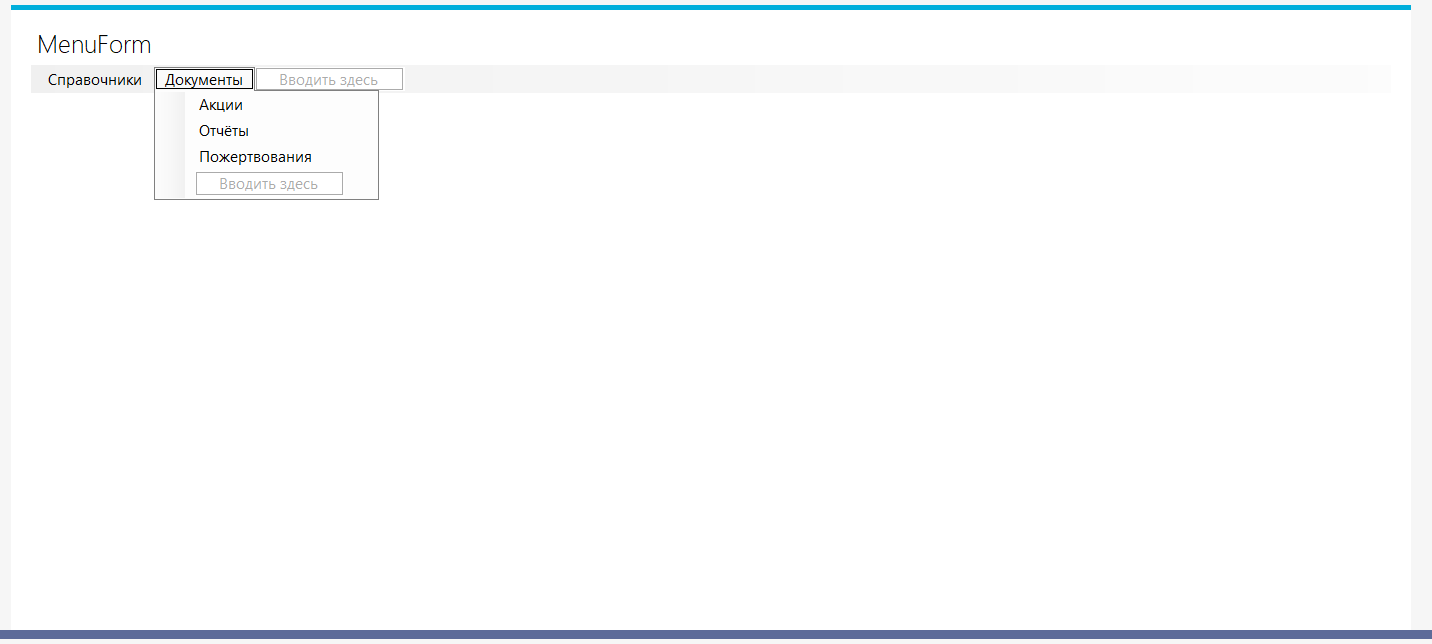 MenuForm
Справочники Документы Вводить здесь
Акции
Отчёты
Пожертвования
Вводить здесь